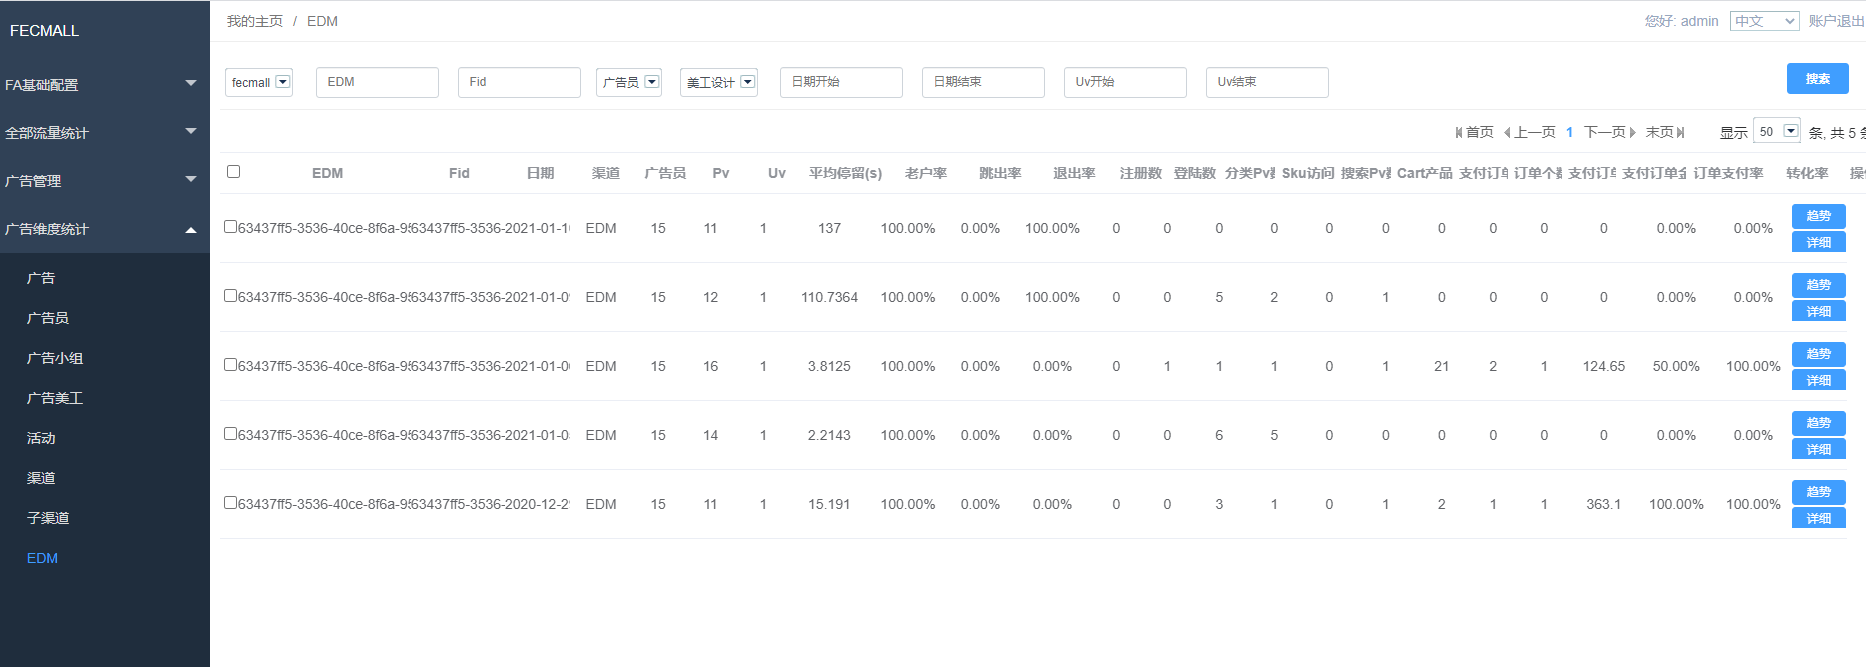 FECMALL
FA基础配置
全部流量统计
广告管理
广告维度统计
广告
广告员
广告小组
广告美工
活动
渠道
子渠道
EDM
我的主页 / EDM
您好: admin 中文 账户退出
fecmall EDM Fid 广告员 美工设计 日期开始 日期结束 Uv开始 Uv结束 搜索
首页 上一页 1 下一页 末页 显示 50 条, 共 5 条
EDM Fid 日期 渠道 广告员 Pv Uv 平均停留(s) 老户率 跳出率 退出率 注册数 登陆数 分类Pv Sku访问 搜索Pv Cart产品 支付订单 订单个数 支付订单 支付订单金 订单支付率 转化率 操作
63437ff5-3536-40ce-8f6a-95 63437ff5-3536- 2021-01-10 EDM 15 11 1 137 100.00% 0.00% 100.00% 0 0 0 0 0 0 0 0 0 0 0.00% 0.00% 趋势
详细
63437ff5-3536-40ce-8f6a-95 63437ff5-3536- 2021-01-09 EDM 15 12 1 110.7364 100.00% 0.00% 100.00% 0 0 5 2 0 1 0 0 0 0 0.00% 0.00% 趋势
详细
63437ff5-3536-40ce-8f6a-95 63437ff5-3536- 2021-01-0 EDM 15 16 1 3.8125 100.00% 0.00% 0.00% 0 1 1 1 0 1 21 2 1 124.65 50.00% 100.00% 趋势
详细
63437ff5-3536-40ce-8f6a-95 63437ff5-3536- 2021-01-0 EDM 15 14 1 2.2143 100.00% 0.00% 0.00% 0 0 6 5 0 0 0 0 0 0 0.00% 0.00% 趋势
详细
63437ff5-3536-40ce-8f6a-95 63437ff5-3536- 2020-12-2 EDM 15 11 1 15.191 100.00% 0.00% 0.00% 0 0 3 1 0 1 2 1 1 363.1 100.00% 100.00% 趋势
详细